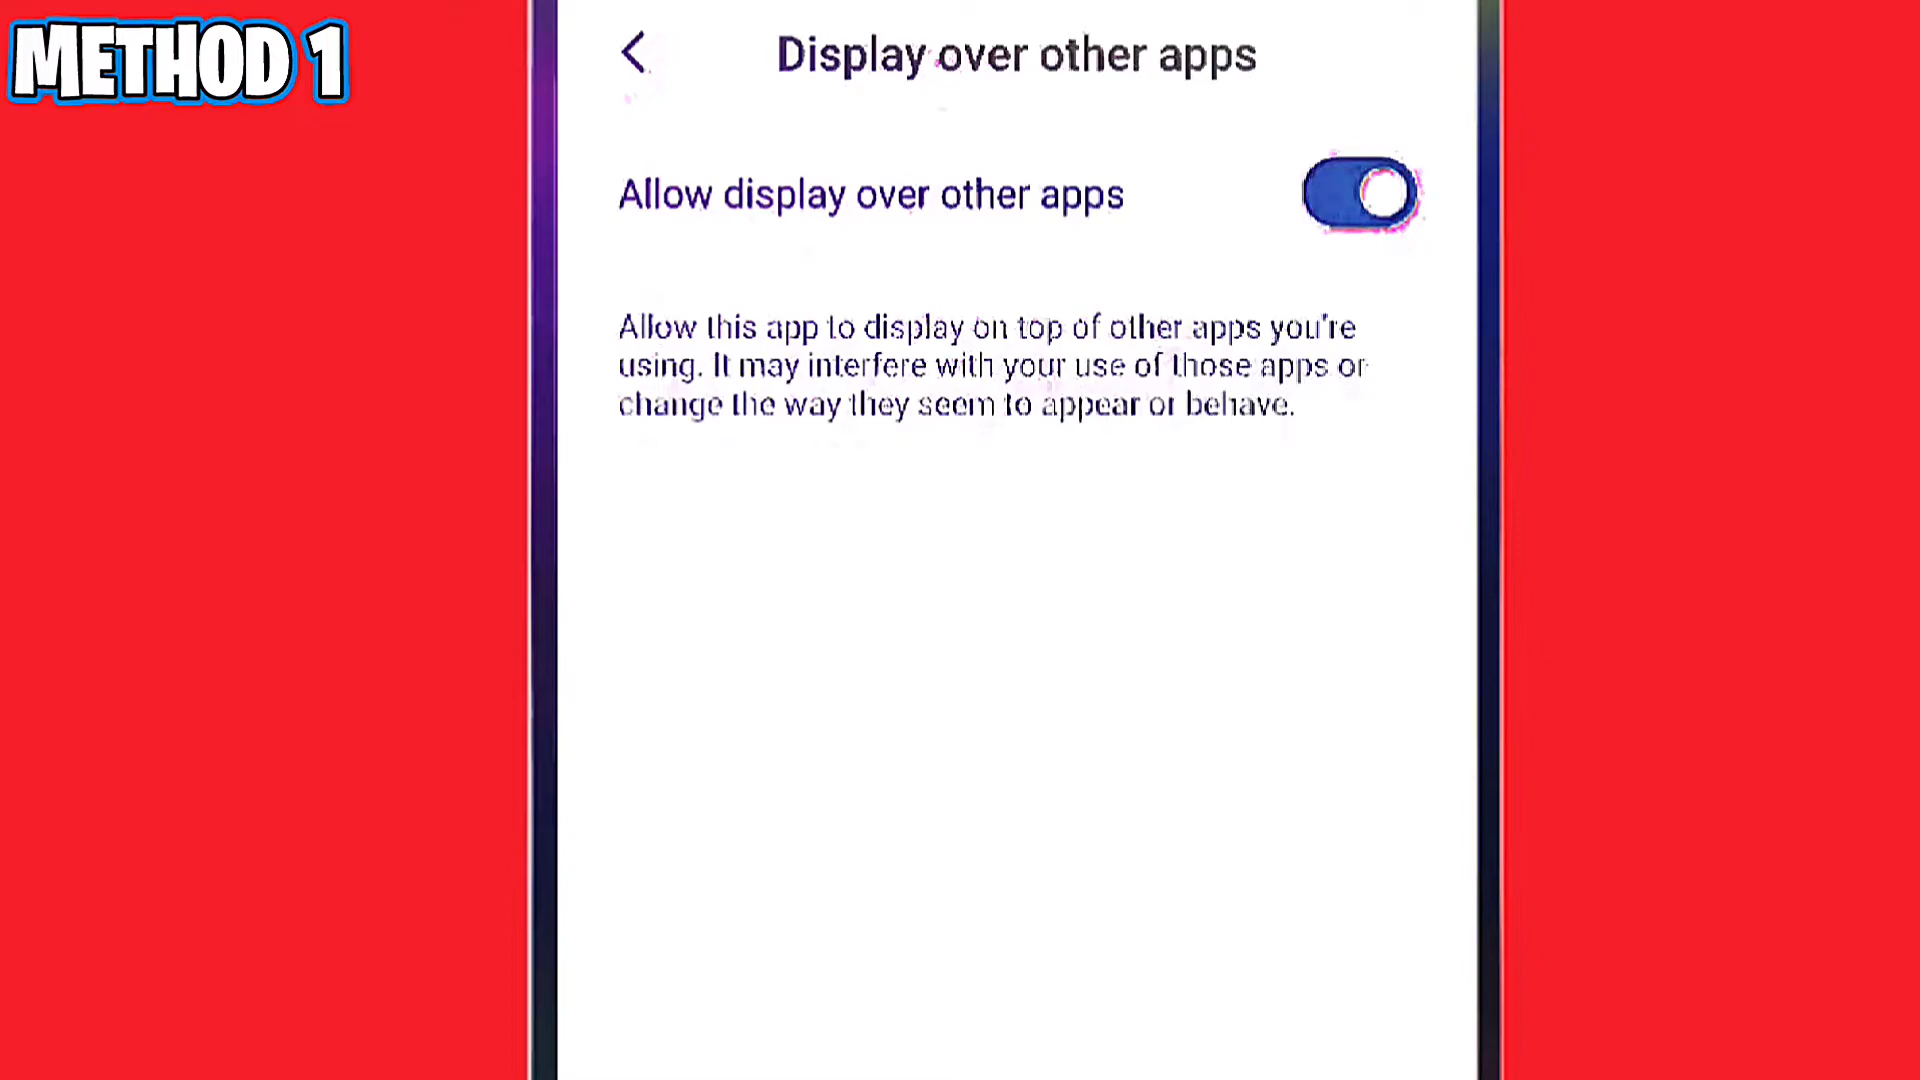 METHOD 1
Display over other apps
Allow display over other apps
Allow this app to display on top of other apps you're
using. It may interfere with your use of those apps or
change the way they seem to appear or behave.